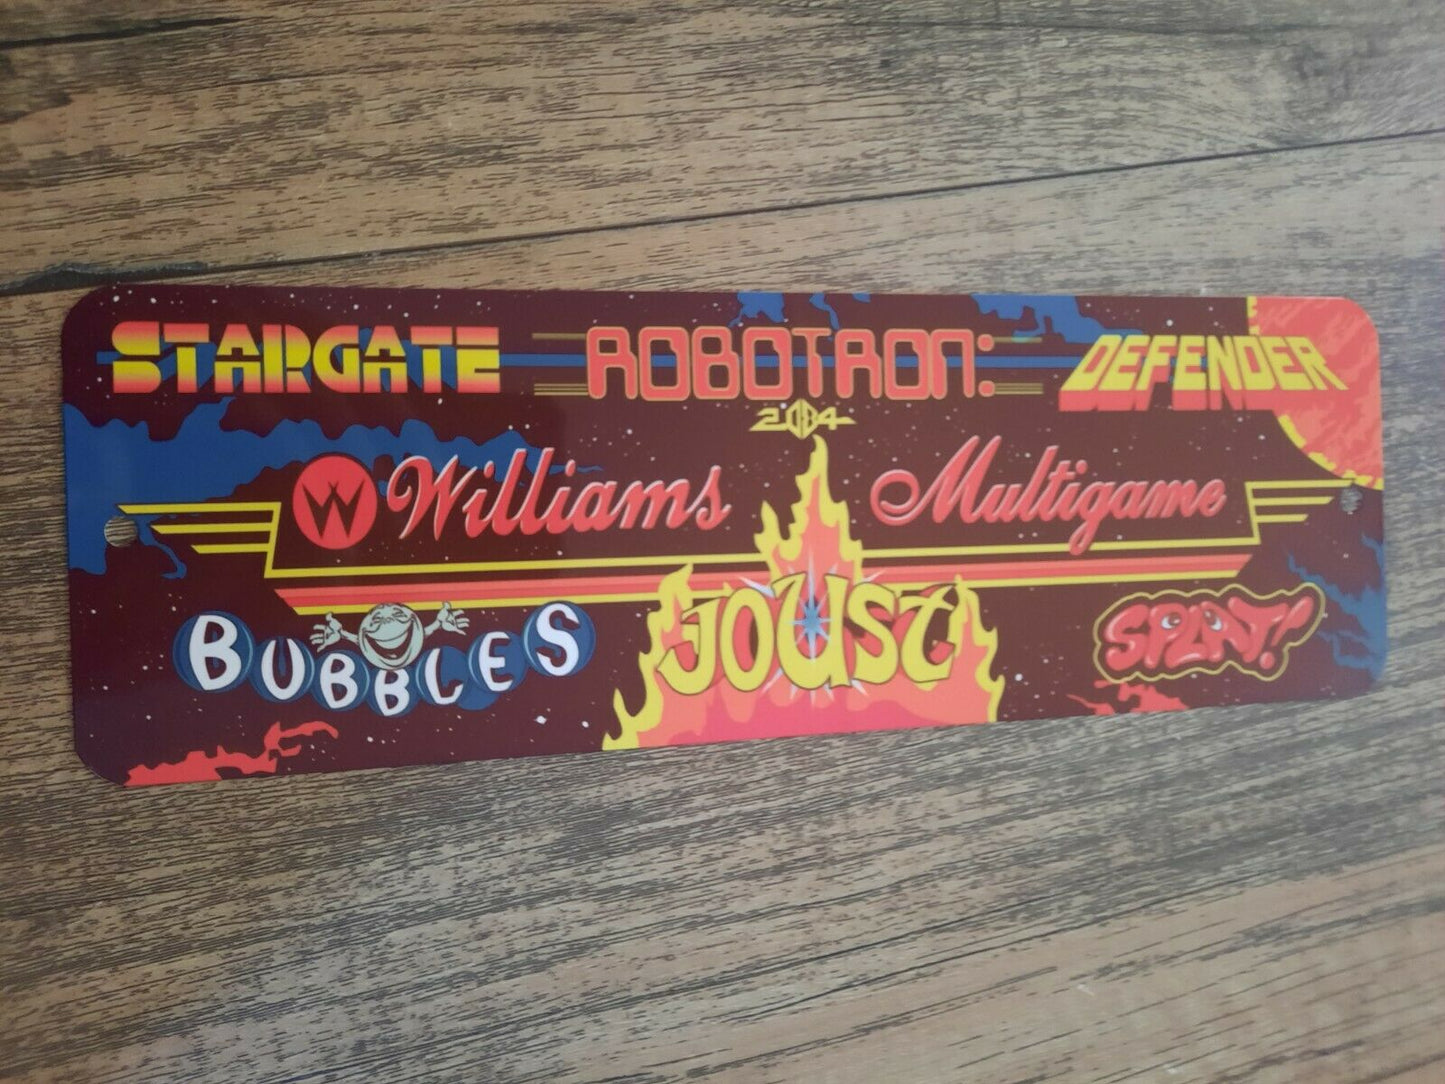 STARGATE ROBOTRON: DEFENDER
2084
W Williams Multigame
BUBBLES JOUST SPLAT!